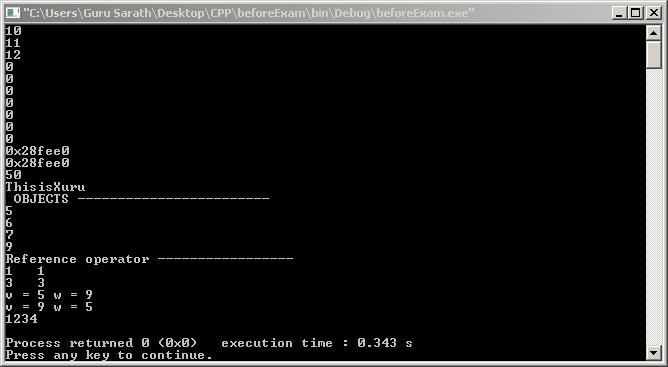 "C:\Users\Guru Sarath\Desktop\CPP\beforeExam\bin\Debug\beforeExam.exe"
10
11
12
0
0
0
0
0
0
0
0x28fee0
0x28fee0
50
ThisisXuru
 OBJECTS ------------------------
5
6
7
9
Reference operator -----------------
1   1
3   3
v = 5 w = 9
v = 9 w = 5
1234
Process returned 0 (0x0)   execution time : 0.343 s
Press any key to continue.